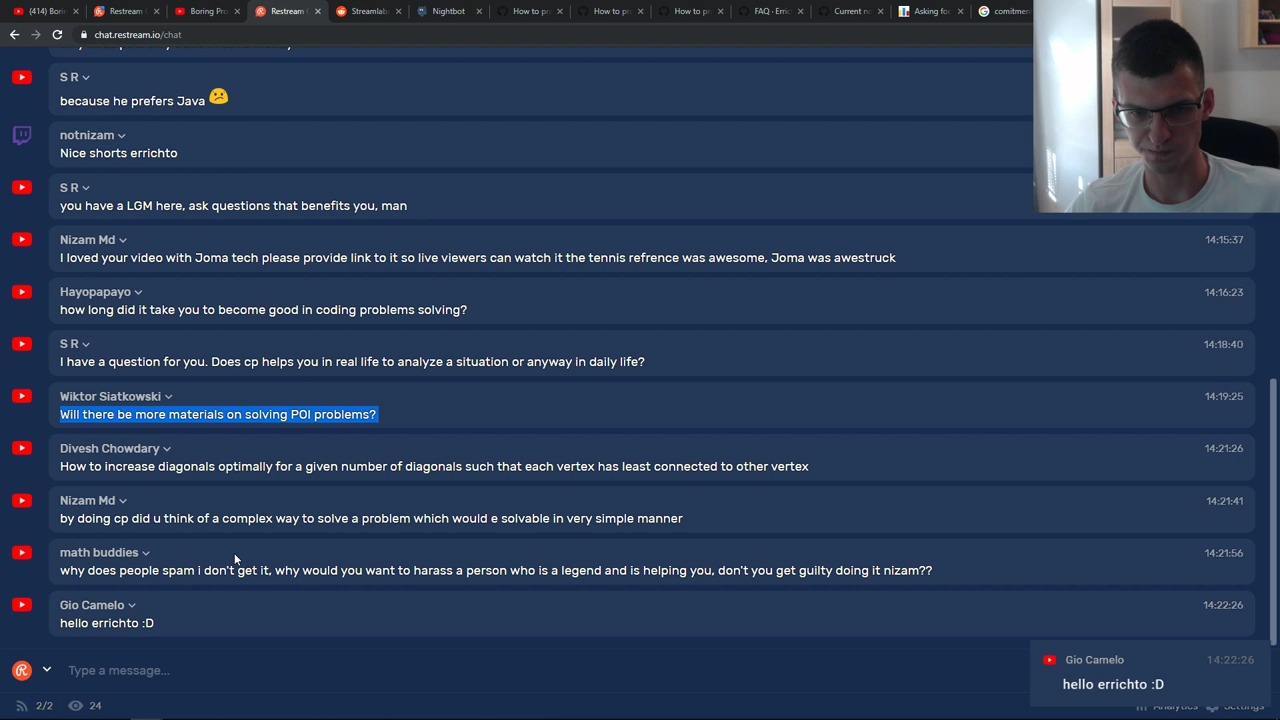 (414) Boring
Restream
Boring Pro
Restream
Streamlab
Nightbot
How to po
How to pr
How to pr
FAQ - Erric
Current r
Asking fo
comitment
chat.restream.io/chat
S R
because he prefers Java
notnizam
Nice shorts errichto
S R
you have a LGM here, ask questions that benefits you, man
Nizam Md
14:15:37
I loved your video with Joma tech please provide link to it so live viewers can watch it the tennis refrence was awesome, Joma was awestruck
Hayopapayo
14:16:23
how long did it take you to become good in coding problems solving?
S R
14:18:40
I have a question for you. Does cp helps you in real life to analyze a situation or anyway in daily life?
Wiktor Siatkowski
14:19:25
Will there be more materials on solving POI problems?
Divesh Chowdary
14:21:26
How to increase diagonals optimally for a given number of diagonals such that each vertex has least connected to other vertex
Nizam Md
14:21:41
by doing cp did u think of a complex way to solve a problem which would e solvable in very simple manner
math buddies
14:21:56
why does people spam i don't get it, why would you want to harass a person who is a legend and is helping you, don't you get guilty doing it nizam??
Gio Camelo
14:22:26
hello errichto :D
Type a message...
Gio Camelo
14:22:26
hello errichto :D
2/2
24
Analytics
Settings